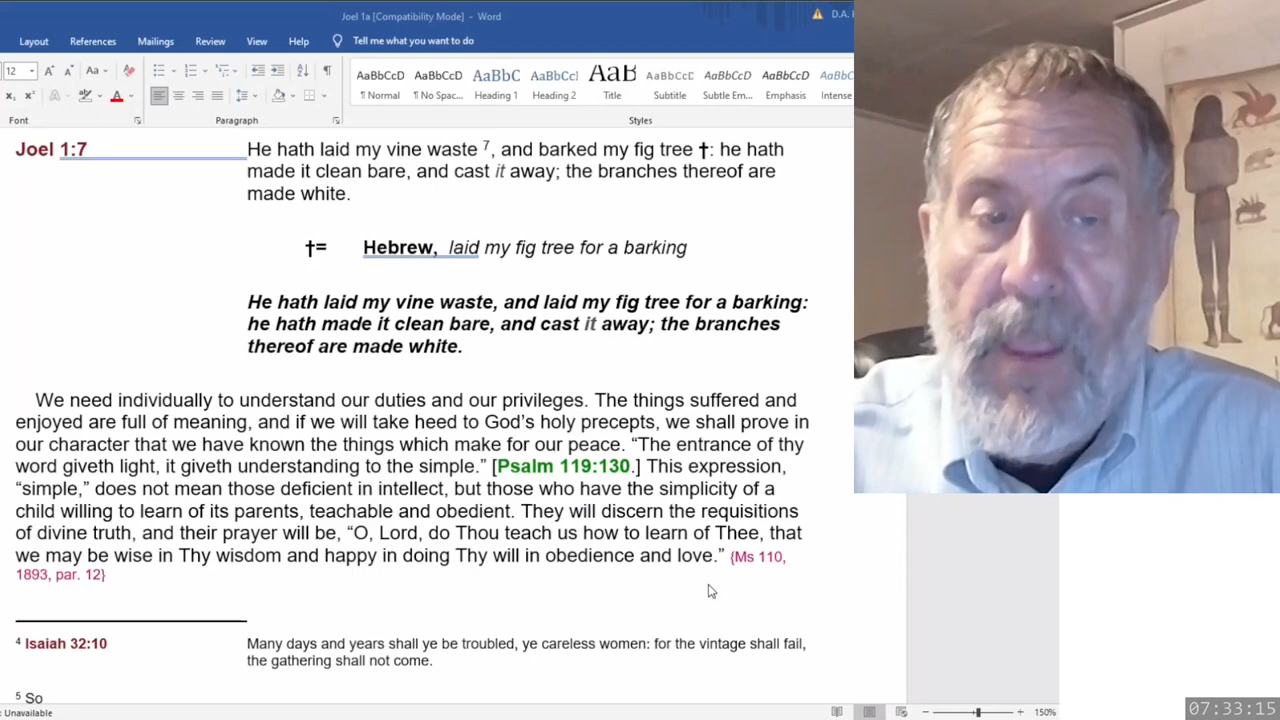 Joel 1a [Compatibility Mode] - Word
D.A.
Layout References Mailings Review View Help Tell me what you want to do
12 Aa
AaBbCcD AaBbCcD AaBbC AaBbCcI AaB AaBbCcD AaBbCcD AaBbCcD AaBbC
¶ Normal ¶ No Spac... Heading 1 Heading 2 Title Subtitle Subtle Em... Emphasis Intense
Font Paragraph Styles
Joel 1:7 He hath laid my vine waste 7, and barked my fig tree †: he hath
made it clean bare, and cast it away; the branches thereof are
made white.
†= Hebrew, laid my fig tree for a barking
He hath laid my vine waste, and laid my fig tree for a barking:
he hath made it clean bare, and cast it away; the branches
thereof are made white.
We need individually to understand our duties and our privileges. The things suffered and
enjoyed are full of meaning, and if we will take heed to God’s holy precepts, we shall prove in
our character that we have known the things which make for our peace. “The entrance of thy
word giveth light, it giveth understanding to the simple.” [Psalm 119:130.] This expression,
“simple,” does not mean those deficient in intellect, but those who have the simplicity of a
child willing to learn of its parents, teachable and obedient. They will discern the requisitions
of divine truth, and their prayer will be, “O, Lord, do Thou teach us how to learn of Thee, that
we may be wise in Thy wisdom and happy in doing Thy will in obedience and love.” {Ms 110,
1893, par. 12}
4 Isaiah 32:10 Many days and years shall ye be troubled, ye careless women: for the vintage shall fail,
the gathering shall not come.
5 So
: Unavailable
150%
07:33:15